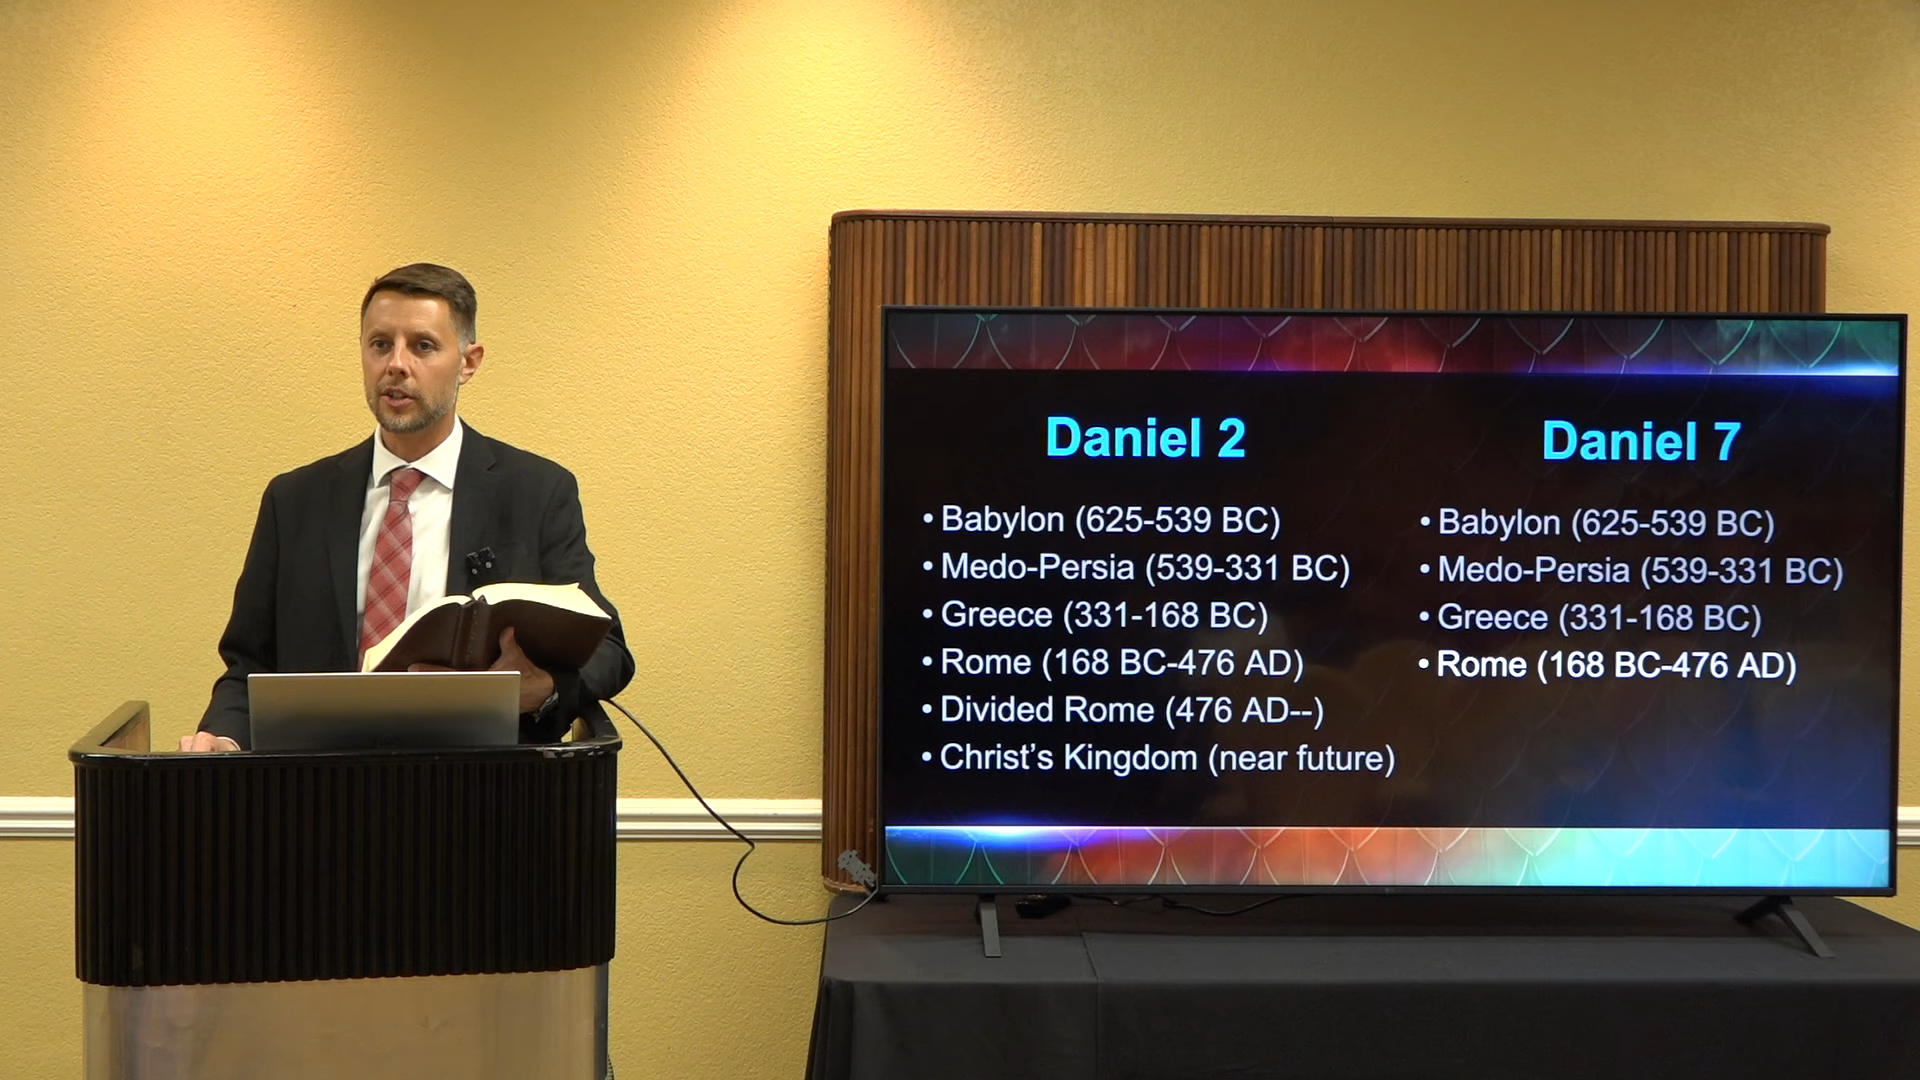 Daniel 2
• Babylon (625-539 BC)
• Medo-Persia (539-331 BC)
• Greece (331-168 BC)
• Rome (168 BC-476 AD)
• Divided Rome (476 AD--)
• Christ’s Kingdom (near future)
Daniel 7
• Babylon (625-539 BC)
• Medo-Persia (539-331 BC)
• Greece (331-168 BC)
• Rome (168 BC-476 AD)